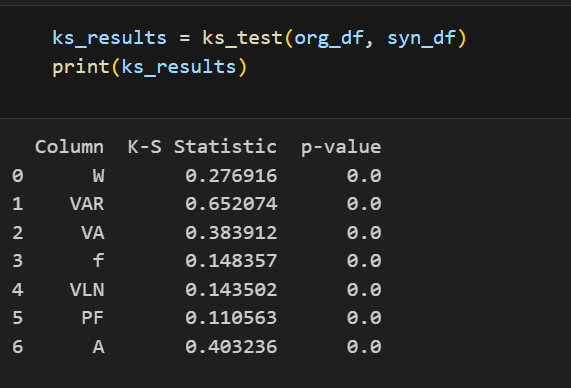 ks_results = ks_test(org_df, syn_df)
print(ks_results)
Column K-S Statistic p-value
0 W 0.276916 0.0
1 VAR 0.652074 0.0
2 VA 0.383912 0.0
3 f 0.148357 0.0
4 VLN 0.143502 0.0
5 PF 0.110563 0.0
6 A 0.403236 0.0